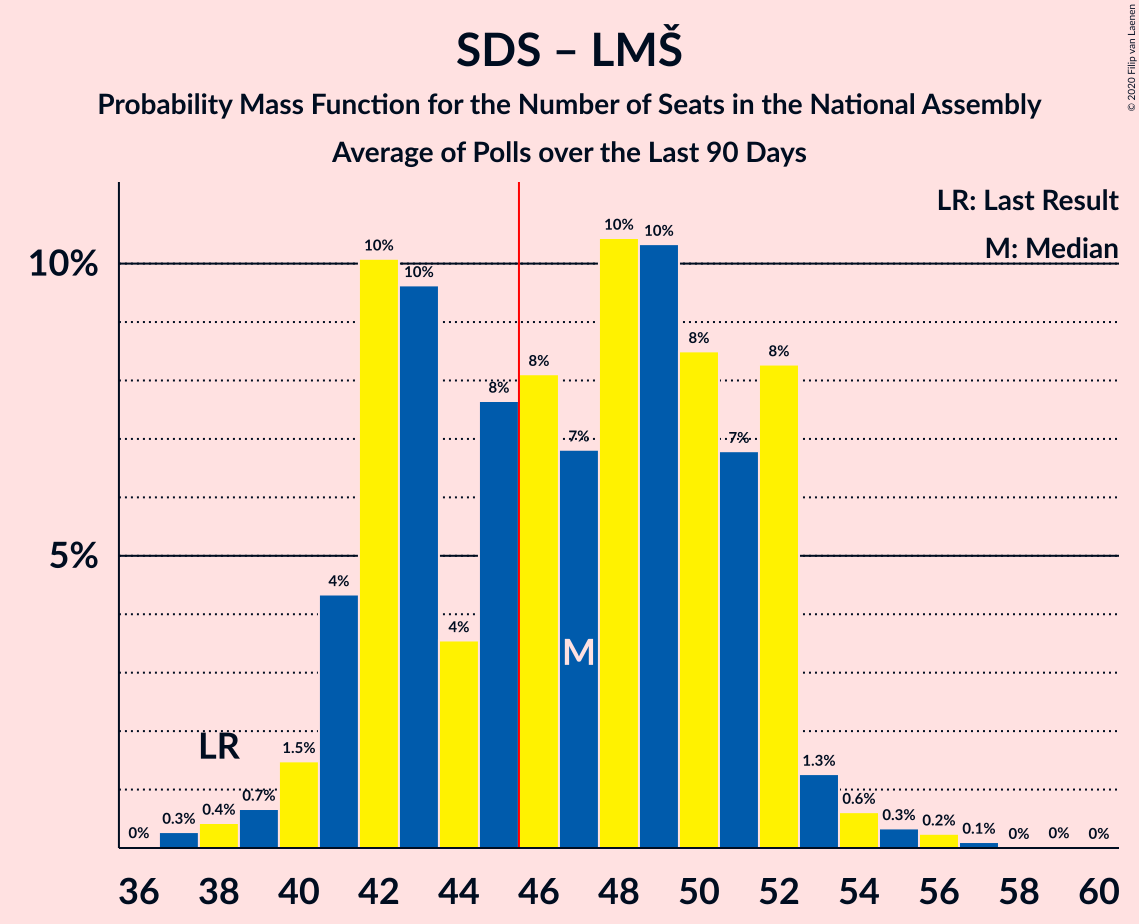 SDS – LMŠ
Probability Mass Function for the Number of Seats in the National Assembly
Average of Polls over the Last 90 Days
© 2020 Filip van Laenen
LR: Last Result
M: Median
10%
5%
0% 0.3% 0.4% 0.7% 1.5% 4% 10% 10% 4% 8% 8% 7% 10% 10% 8% 7% 8% 1.3% 0.6% 0.3% 0.2% 0.1% 0% 0% 0%
LR
M
36 38 40 42 44 46 48 50 52 54 56 58 60